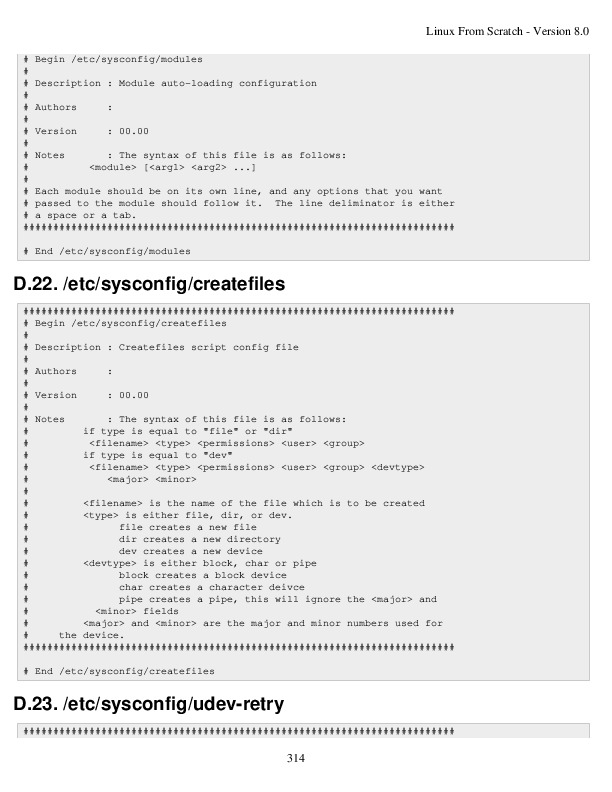 Linux From Scratch - Version 8.0
# Begin /etc/sysconfig/modules
#
# Description : Module auto-loading configuration
#
# Authors     :
#
# Version     : 00.00
#
# Notes       : The syntax of this file is as follows:
#          <module> [<arg1> <arg2> ...]
#
# Each module should be on its own line, and any options that you want
# passed to the module should follow it.  The line deliminator is either
# a space or a tab.
########################################################################

# End /etc/sysconfig/modules
D.22. /etc/sysconfig/createfiles
########################################################################
# Begin /etc/sysconfig/createfiles
#
# Description : Createfiles script config file
#
# Authors     :
#
# Version     : 00.00
#
# Notes       : The syntax of this file is as follows:
#         if type is equal to "file" or "dir"
#          <filename> <type> <permissions> <user> <group>
#         if type is equal to "dev"
#          <filename> <type> <permissions> <user> <group> <devtype>
#             <major> <minor>
#
#         <filename> is the name of the file which is to be created
#         <type> is either file, dir, or dev.
#               file creates a new file
#               dir creates a new directory
#               dev creates a new device
#         <devtype> is either block, char or pipe
#               block creates a block device
#               char creates a character deivce
#               pipe creates a pipe, this will ignore the <major> and
#           <minor> fields
#         <major> and <minor> are the major and minor numbers used for
#     the device.
########################################################################

# End /etc/sysconfig/createfiles
D.23. /etc/sysconfig/udev-retry
########################################################################
314